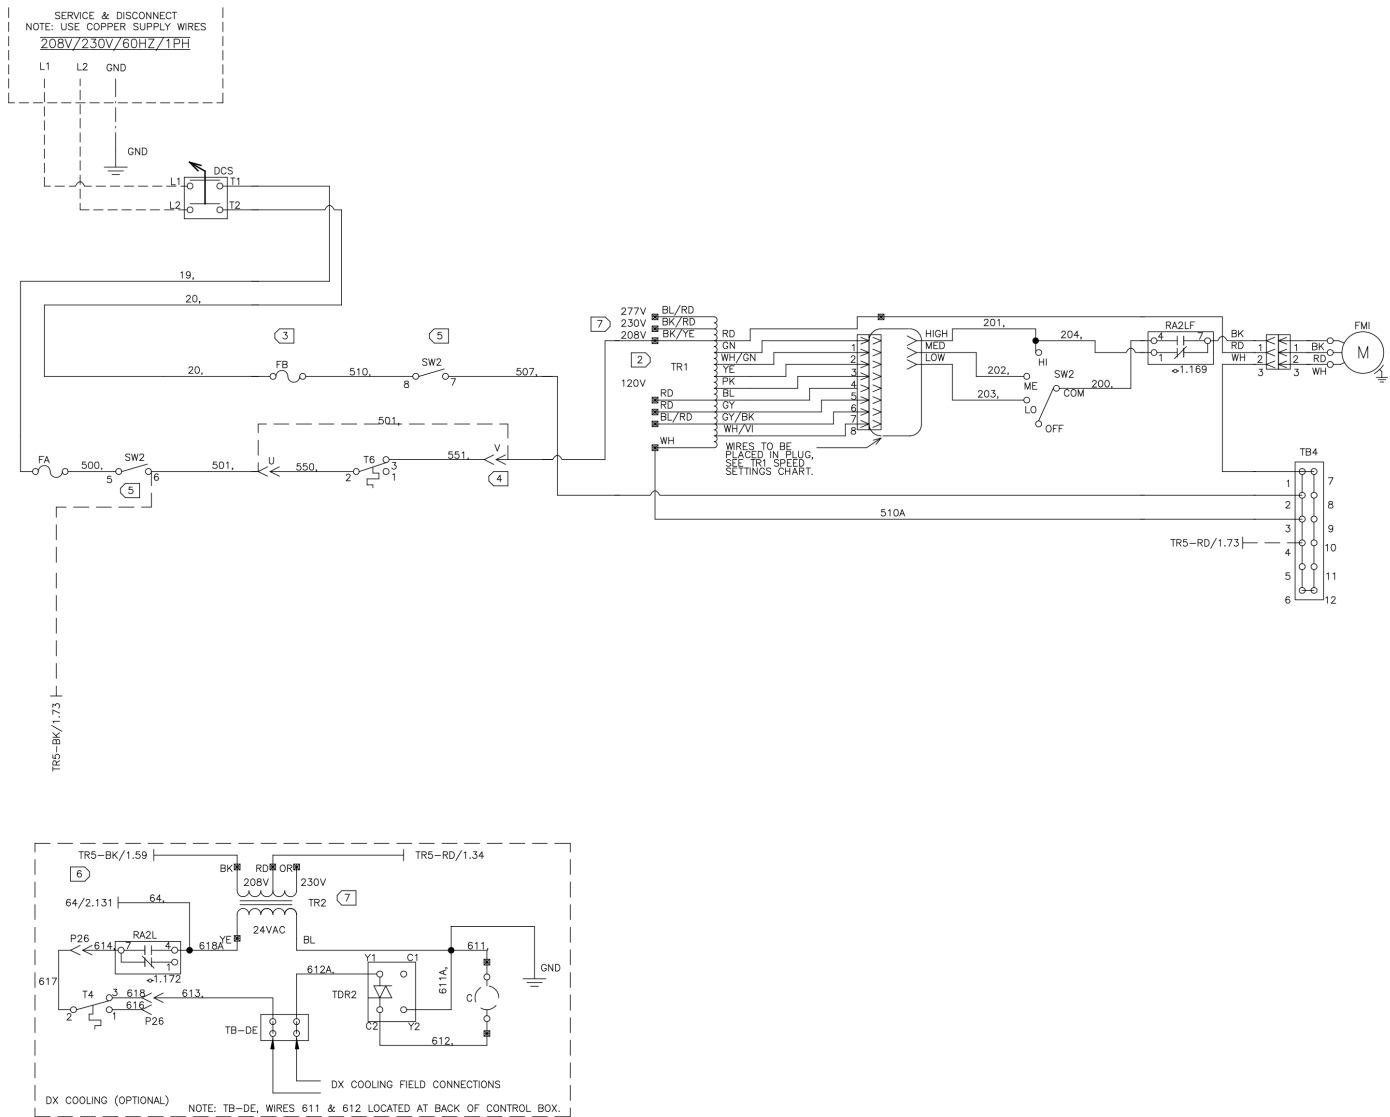 SERVICE & DISCONNECT
NOTE: USE COPPER SUPPLY WIRES
208V/230V/60HZ/1PH
L1 L2 GND
GND
DCS
L1 T1
L2 T2
19,
20,
3
5
FB
SW2
20, 510, 507,
8 7
501,
FA
SW2
U
T6
V
500, 501, 550, 551,
5 6
2 3
1
5
4
TR5-BK/1.73
7
277V BL/RD
230V BK/RD
208V BK/YE
2
TR1
120V
RD
RD
BL/RD
WH
RD
GN
WH/GN
YE
PK
BL
GY
GY/BK
WH/VI
1
2
3
4
5
6
7
8
WIRES TO BE
PLACED IN PLUG,
SEE TR1 SPEED
SETTINGS CHART.
HIGH
MED
LOW
201,
202,
203,
204,
HI
ME
LO
OFF
SW2
COM
200,
RA2LF
4 7
1
⋄1.169
BK
RD
WH
1
2
3
1
2
3
BK
RD
WH
FMI
M
510A
TB4
1 7
2 8
3 9
4 10
5 11
6 12
TR5-RD/1.73
TR5-BK/1.59
TR5-RD/1.34
6
BK RD OR
208V 230V
TR2
7
24VAC
64/2.131 64,
P26
RA2L
614,
7 4
1
618A
YE
BL
⋄1.172
617
T4
3 618 613,
2 1 616
P26
TB-DE
612A,
Y1 C1
TDR2
C2 Y2
611A,
611,
C
612,
GND
DX COOLING FIELD CONNECTIONS
DX COOLING (OPTIONAL)
NOTE: TB-DE, WIRES 611 & 612 LOCATED AT BACK OF CONTROL BOX.